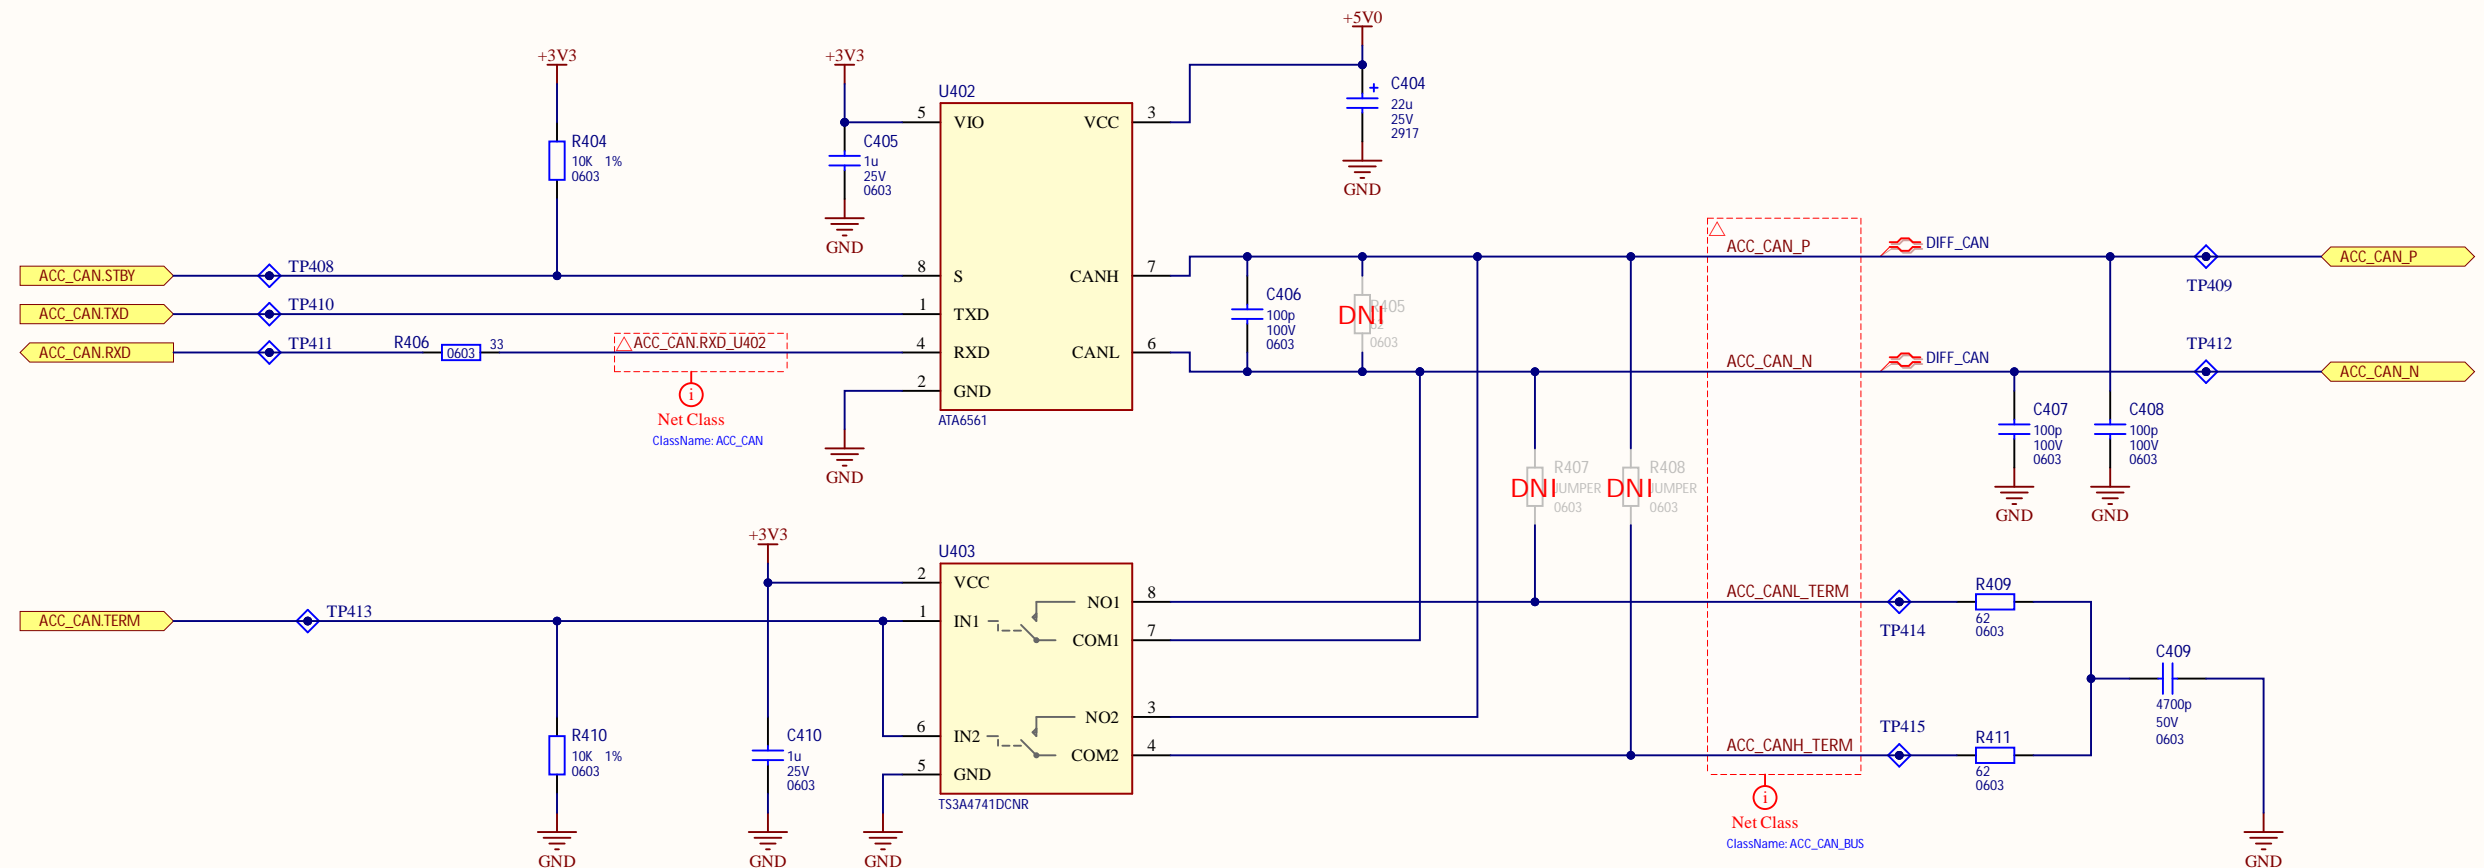 +5V0
+3V3
+3V3
C404
22u
25V
2917
GND
U402
5 VIO VCC 3
R404
10K 1%
0603
C405
1u
25V
0603
GND
ACC_CAN.STBY TP408 8 S CANH 7
ACC_CAN_P DIFF_CAN TP409 ACC_CAN_P
ACC_CAN.TXD TP410 1 TXD
C406
100p
100V
0603
DNI R405
62
0603
ACC_CAN.RXD TP411 R406 0603 33 ACC_CAN.RXD_U402 4 RXD CANL 6
ACC_CAN_N DIFF_CAN TP412 ACC_CAN_N
2 GND
ATA6561
i
Net Class
ClassName: ACC_CAN
GND
C407
100p
100V
0603
GND
C408
100p
100V
0603
GND
R407
DNI JUMPER
0603
R408
DNI JUMPER
0603
+3V3
U403
2 VCC
ACC_CAN.TERM TP413 1 IN1 NO1 8
COM1 7
NO2 3
6 IN2
COM2 4
5 GND
TS3A4741DCNR
ACC_CANL_TERM TP414
R409
62
0603
C409
4700p
50V
0603
ACC_CANH_TERM TP415
R411
62
0603
R410
10K 1%
0603
C410
1u
25V
0603
i
Net Class
ClassName: ACC_CAN_BUS
GND
GND
GND
GND